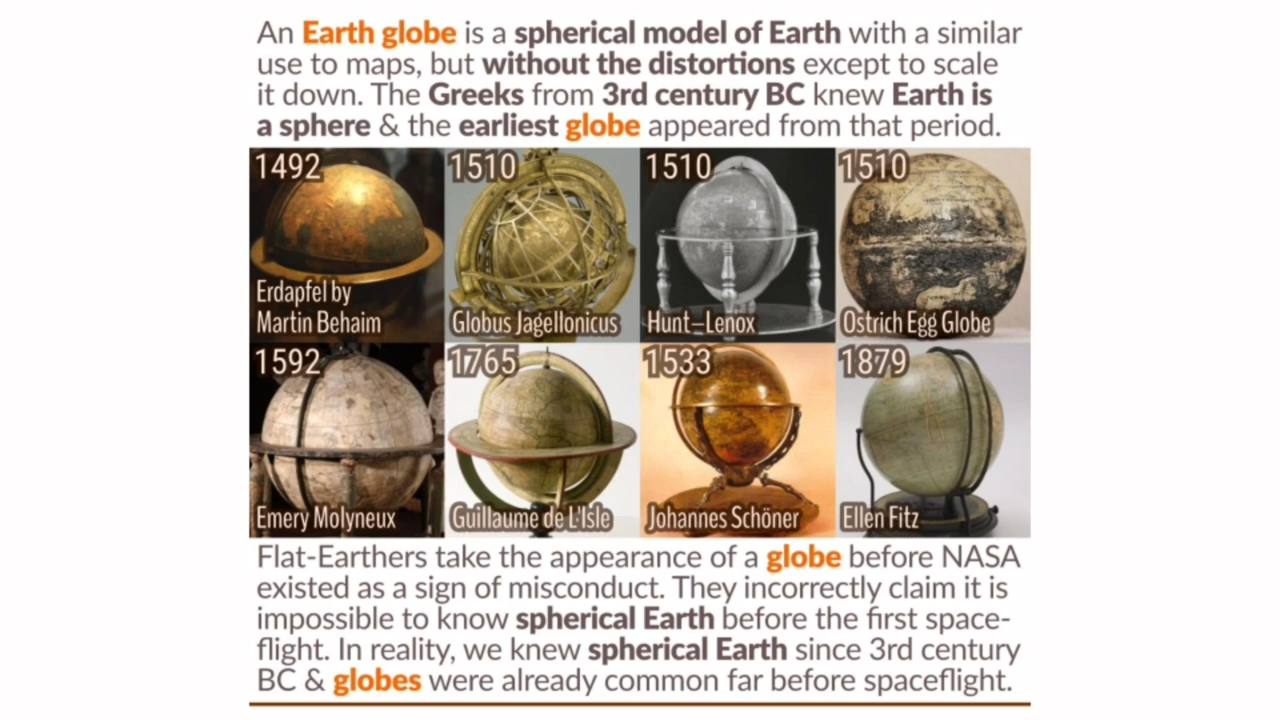 An Earth globe is a spherical model of Earth with a similar
use to maps, but without the distortions except to scale
it down. The Greeks from 3rd century BC knew Earth is
a sphere & the earliest globe appeared from that period.
1492
Erdapfel by
Martin Behaim
1510
Globus Jagellonicus
1510
Hunt–Lenox
1510
Ostrich Egg Globe
1592
Emery Molyneux
1765
Guillaume de L'Isle
1533
Johannes Schöner
1879
Ellen Fitz
Flat-Earthers take the appearance of a globe before NASA
existed as a sign of misconduct. They incorrectly claim it is
impossible to know spherical Earth before the first space-
flight. In reality, we knew spherical Earth since 3rd century
BC & globes were already common far before spaceflight.